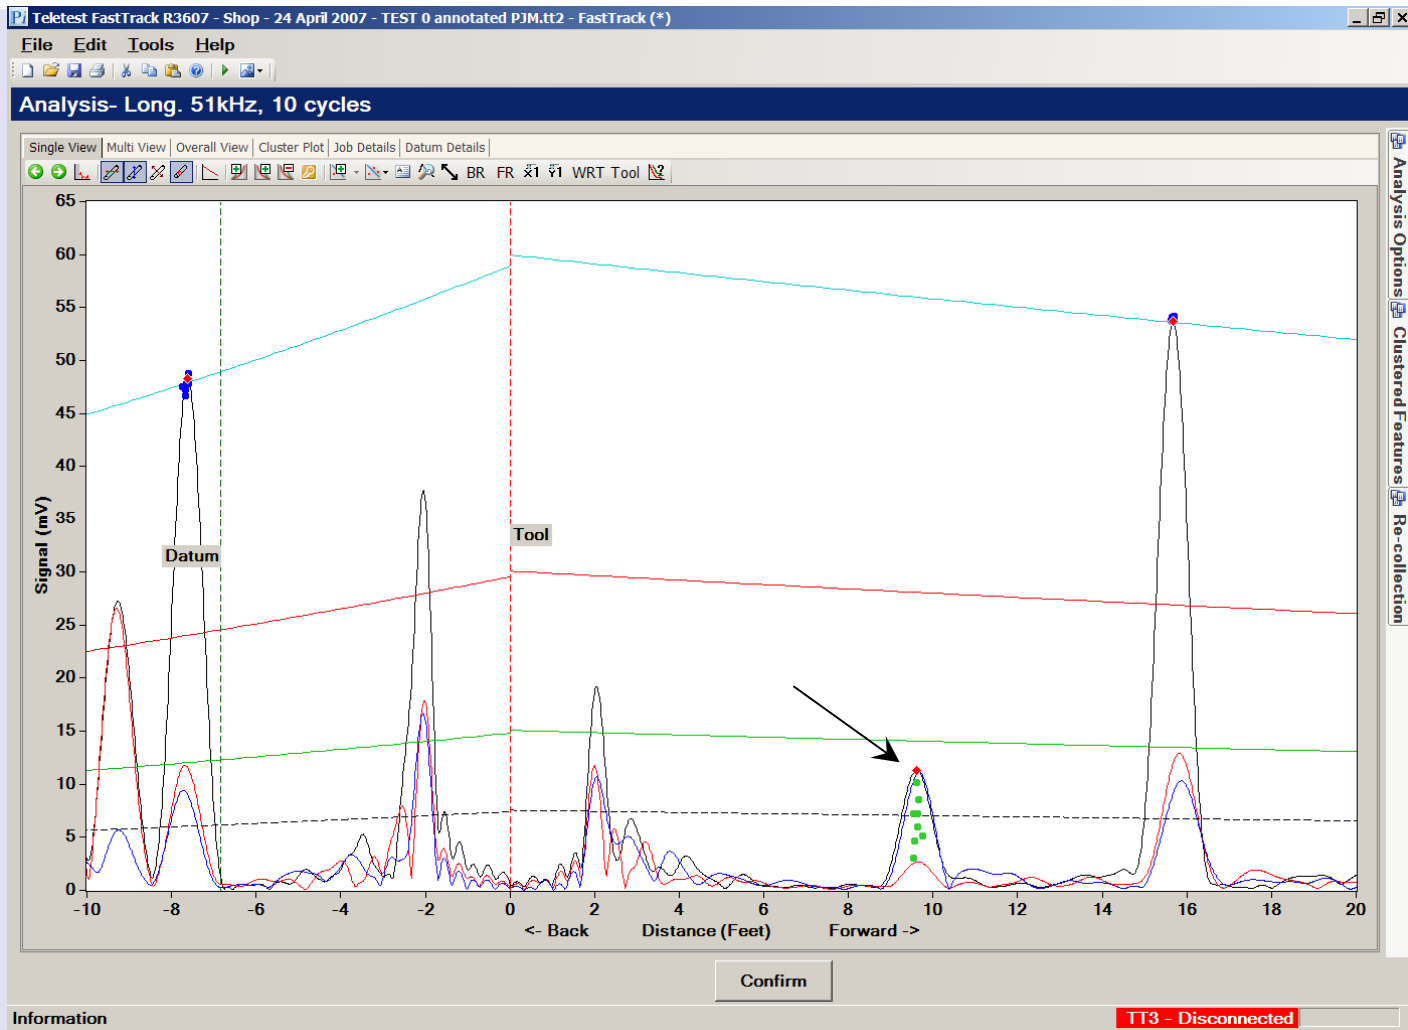 Pi Teletest FastTrack R3607 - Shop - 24 April 2007 - TEST 0 annotated PJM.tt2 - FastTrack (*)
File Edit Tools Help
Analysis- Long. 51kHz, 10 cycles
Single View Multi View Overall View Cluster Plot Job Details Datum Details
BR FR X1 Y1 WRT Tool
65
60
55
50
45
40
35
30
25
20
15
10
5
0
Signal (mV)
Datum
Tool
-10 -8 -6 -4 -2 0 2 4 6 8 10 12 14 16 18 20
<- Back Distance (Feet) Forward ->
Analysis Options
Clustered Features
Re-collection
Confirm
Information
TT3 - Disconnected